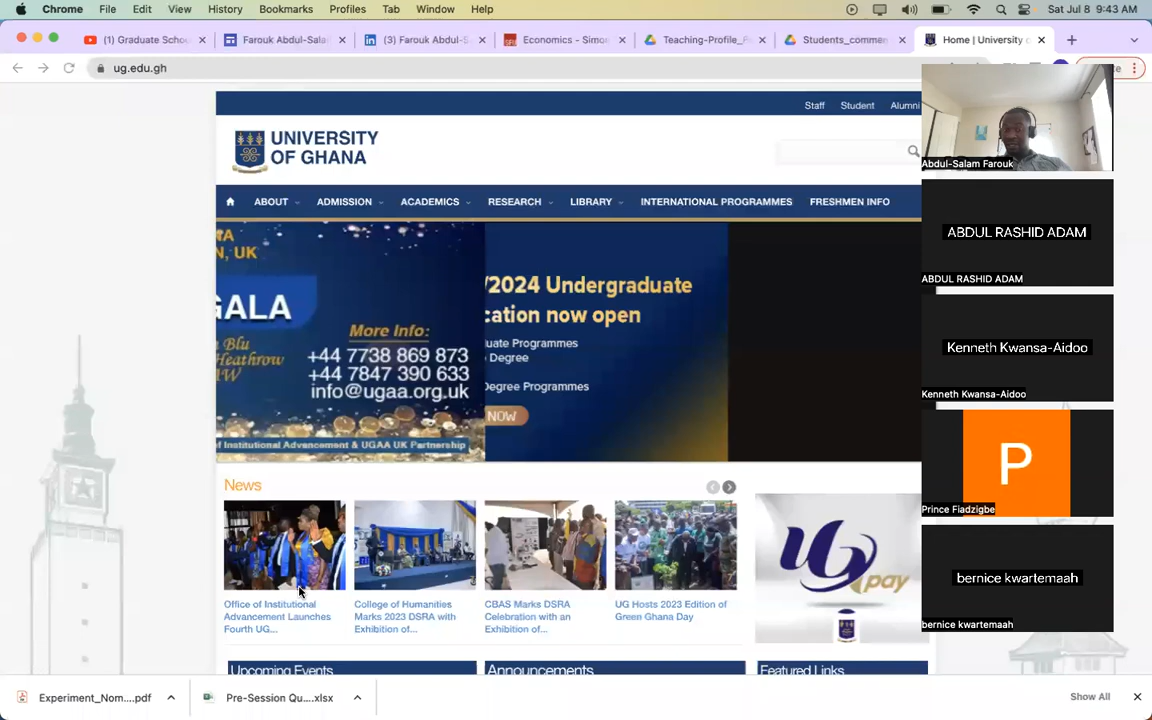 Chrome File Edit View History Bookmarks Profiles Tab Window Help
Sat Jul 8 9:43 AM
(1) Graduate Schoo
Farouk Abdul-Sala
(3) Farouk Abdul-S
Economics - Simo
Teaching-Profile_F
Students_commen
Home | University o
ug.edu.gh
Staff Student Alumni
UNIVERSITY
OF GHANA
ABOUT ADMISSION ACADEMICS RESEARCH LIBRARY INTERNATIONAL PROGRAMMES FRESHMEN INFO
N, UK
GALA
More Info:
+44 7738 869 873
+44 7847 390 633
info@ugaa.org.uk
f Institutional Advancement & UGAA UK Partnership
/2024 Undergraduate
cation now open
duate Programmes
Degree
Degree Programmes
NOW
News
Office of Institutional
Advancement Launches
Fourth UG...
College of Humanities
Marks 2023 DSRA with
Exhibition of...
CBAS Marks DSRA
Celebration with an
Exhibition of...
UG Hosts 2023 Edition of
Green Ghana Day
UG
pay
Upcoming Events
Announcements
Featured Links
Abdul-Salam Farouk
ABDUL RASHID ADAM
ABDUL RASHID ADAM
Kenneth Kwansa-Aidoo
Kenneth Kwansa-Aidoo
P
Prince Fiadzigbe
bernice kwartemaah
bernice kwartemaah
Experiment_Nom....pdf
Pre-Session Qu....xlsx
Show All